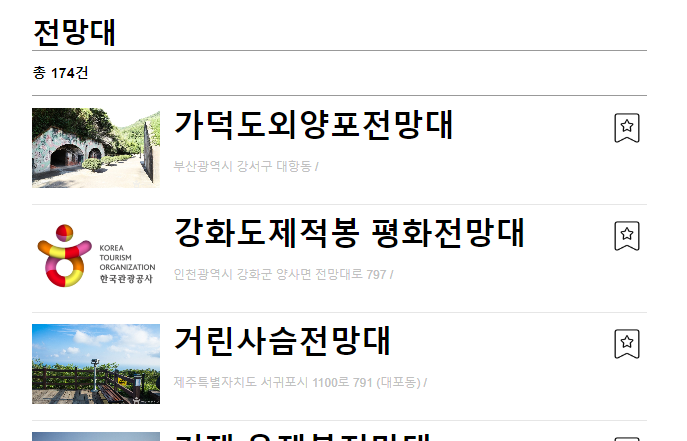 전망대
총 174건
가덕도외양포전망대
부산광역시 강서구 대항동 /
강화도제적봉 평화전망대
KOREA
TOURISM
ORGANIZATION
한국관광공사
인천광역시 강화군 양사면 전망대로 797 /
거린사슴전망대
제주특별자치도 서귀포시 1100로 791 (대포동) /